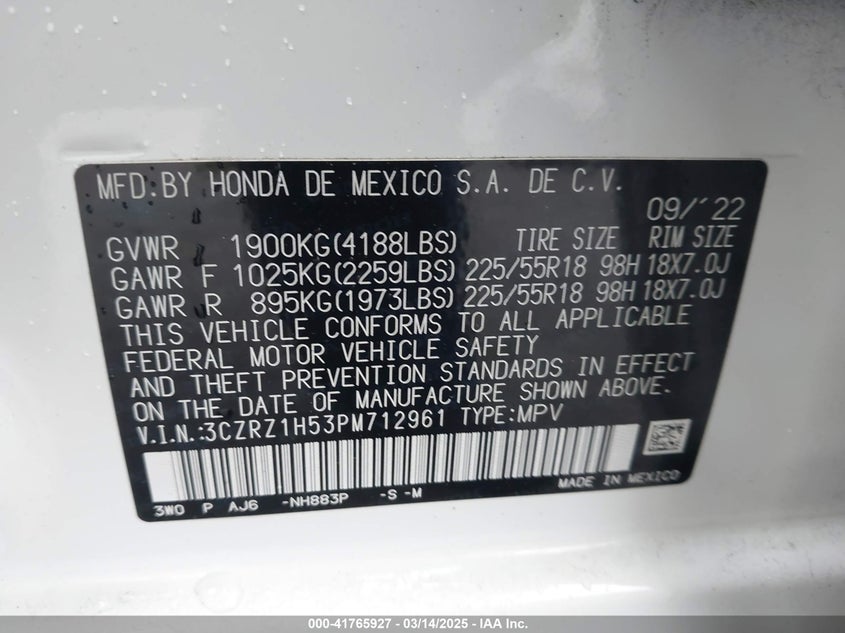 MFD.BY HONDA DE MEXICO S.A. DE C.V.
09/'22
GVWR 1900KG(4188LBS) TIRE SIZE RIM SIZE
GAWR F 1025KG(2259LBS) 225/55R18 98H 18X7.0J
GAWR R 895KG(1973LBS) 225/55R18 98H 18X7.0J
THIS VEHICLE CONFORMS TO ALL APPLICABLE
FEDERAL MOTOR VEHICLE SAFETY
AND THEFT PREVENTION STANDARDS IN EFFECT
ON THE DATE OF MANUFACTURE SHOWN ABOVE.
V.I.N.:3CZRZ1H53PM712961 TYPE:MPV
3W0 P AJ6 -NH883P -S -M
MADE IN MEXICO
000-41765927 - 03/14/2025 - IAA Inc.